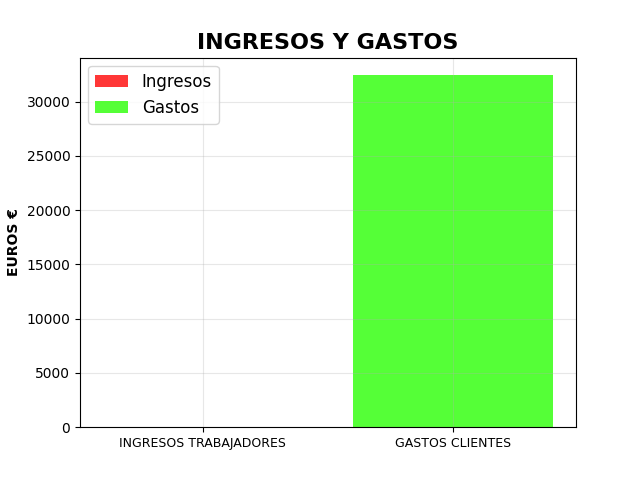 INGRESOS Y GASTOS
Ingresos
Gastos
EUROS €
30000
25000
20000
15000
10000
5000
0
INGRESOS TRABAJADORES
GASTOS CLIENTES